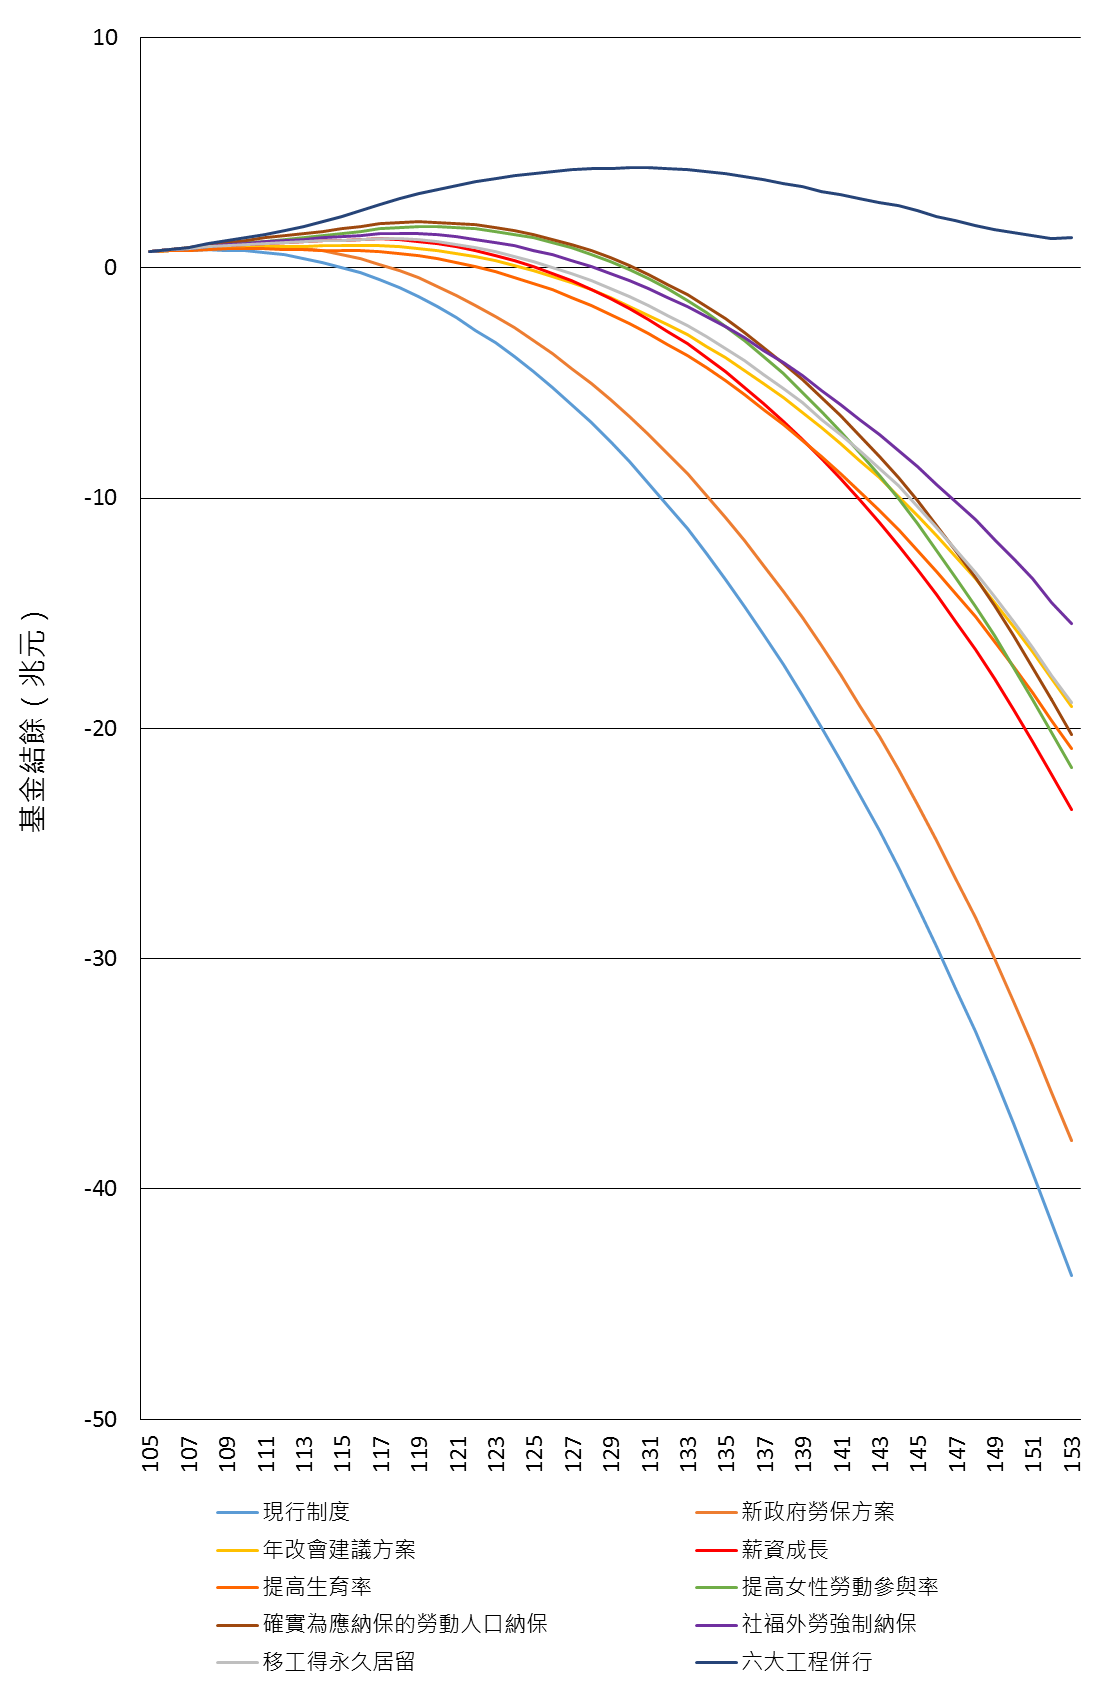 10
0
-10
-20
-30
-40
-50
基金結餘(兆元)
105 107 109 111 113 115 117 119 121 123 125 127 129 131 133 135 137 139 141 143 145 147 149 151 153
現行制度 新政府勞保方案
年改會建議方案 薪資成長
提高生育率 提高女性勞動參與率
確實為應納保的勞動人口納保 社福外勞強制納保
移工得永久居留 六大工程併行